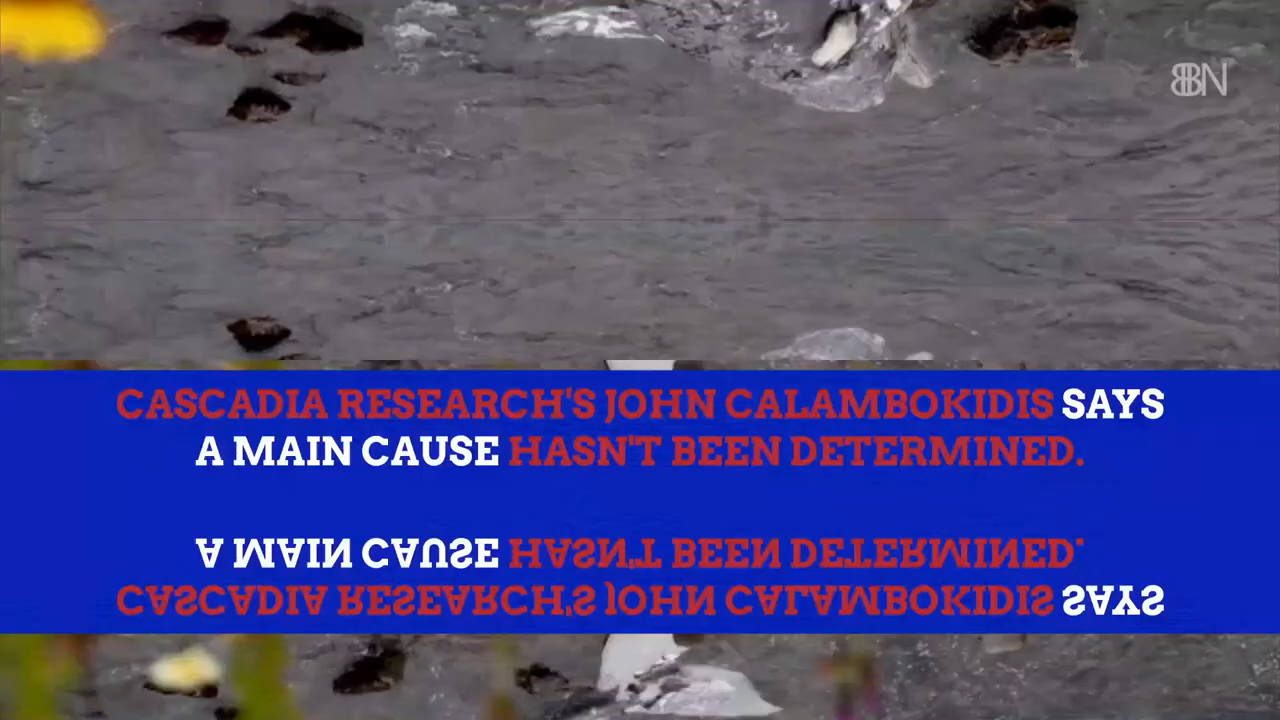 BBN
CASCADIA RESEARCH'S JOHN CALAMBOKIDIS SAYS
A MAIN CAUSE HASN'T BEEN DETERMINED.
A MAIN CAUSE HASN'T BEEN DETERMINED.
CASCADIA RESEARCH'S JOHN CALAMBOKIDIS SAYS